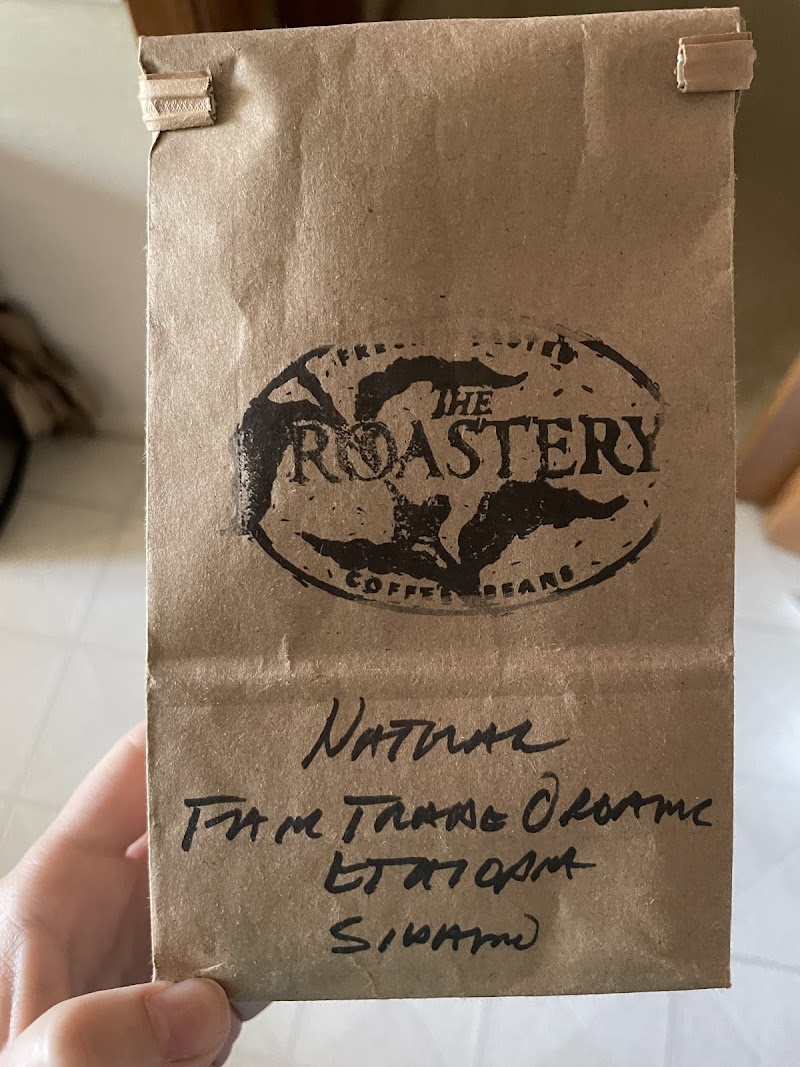 FRESH ROASTED
THE
ROASTERY
COFFEE BEANS
NATURAL
FAIR TRADE ORGANIC
ETHIOPIA
SIDAMO